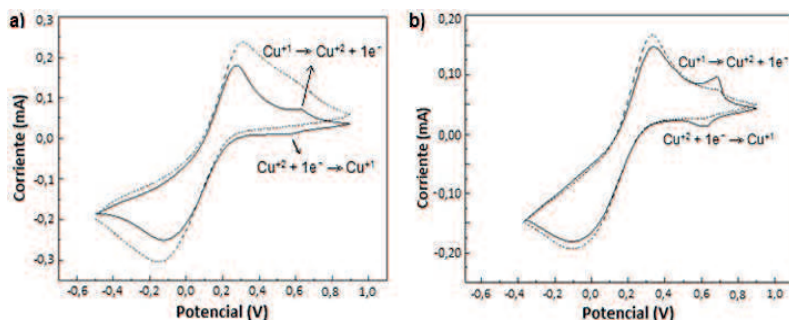 a)
Corriente (mA)
0,3
0,2
0,1
0,0
-0,1
-0,2
-0,3
Cu⁺¹ → Cu⁺² + 1e⁻
Cu⁺² + 1e⁻ → Cu⁺¹
-0,6 -0,4 -0,2 0,0 0,2 0,4 0,6 0,8 1,0
Potencial (V)
b)
Corriente (mA)
0,20
0,10
0,00
-0,10
-0,20
Cu⁺¹ → Cu⁺² + 1e⁻
Cu⁺² + 1e⁻ → Cu⁺¹
-0,6 -0,4 -0,2 0,0 0,2 0,4 0,6 0,8 1,0
Potencial (V)